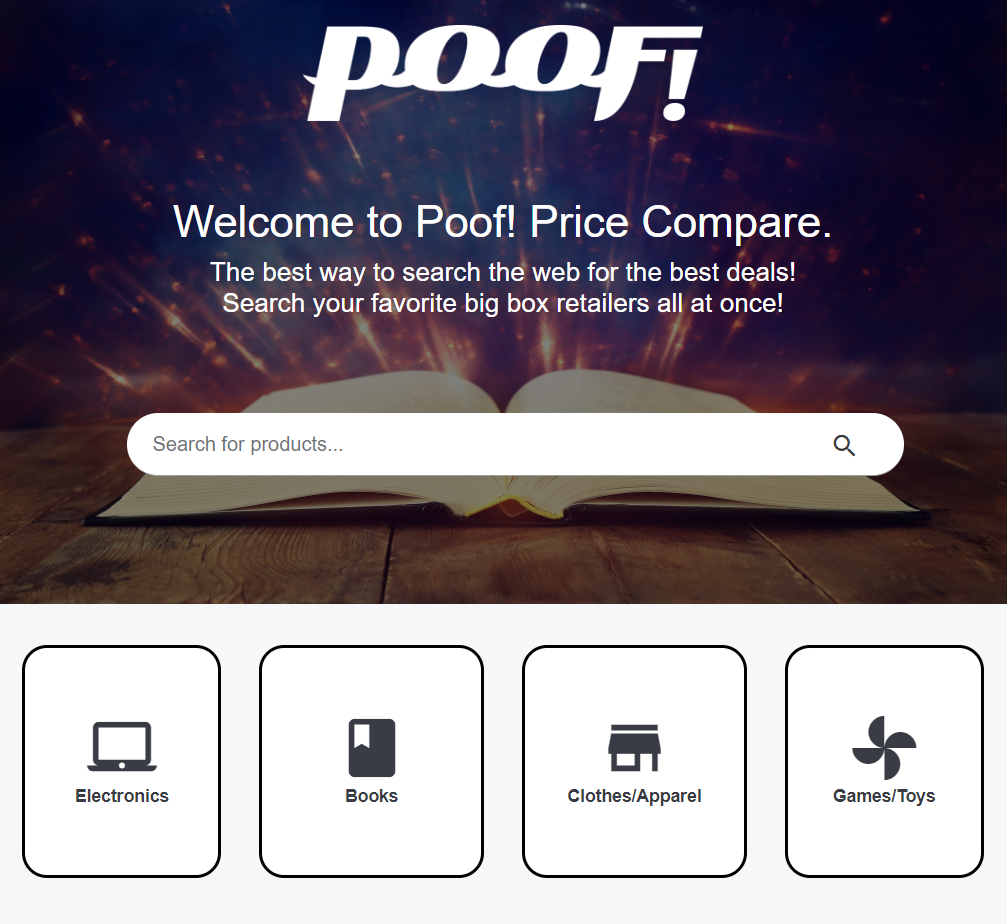 POOF!
Welcome to Poof! Price Compare.
The best way to search the web for the best deals!
Search your favorite big box retailers all at once!
Search for products...
Electronics
Books
Clothes/Apparel
Games/Toys